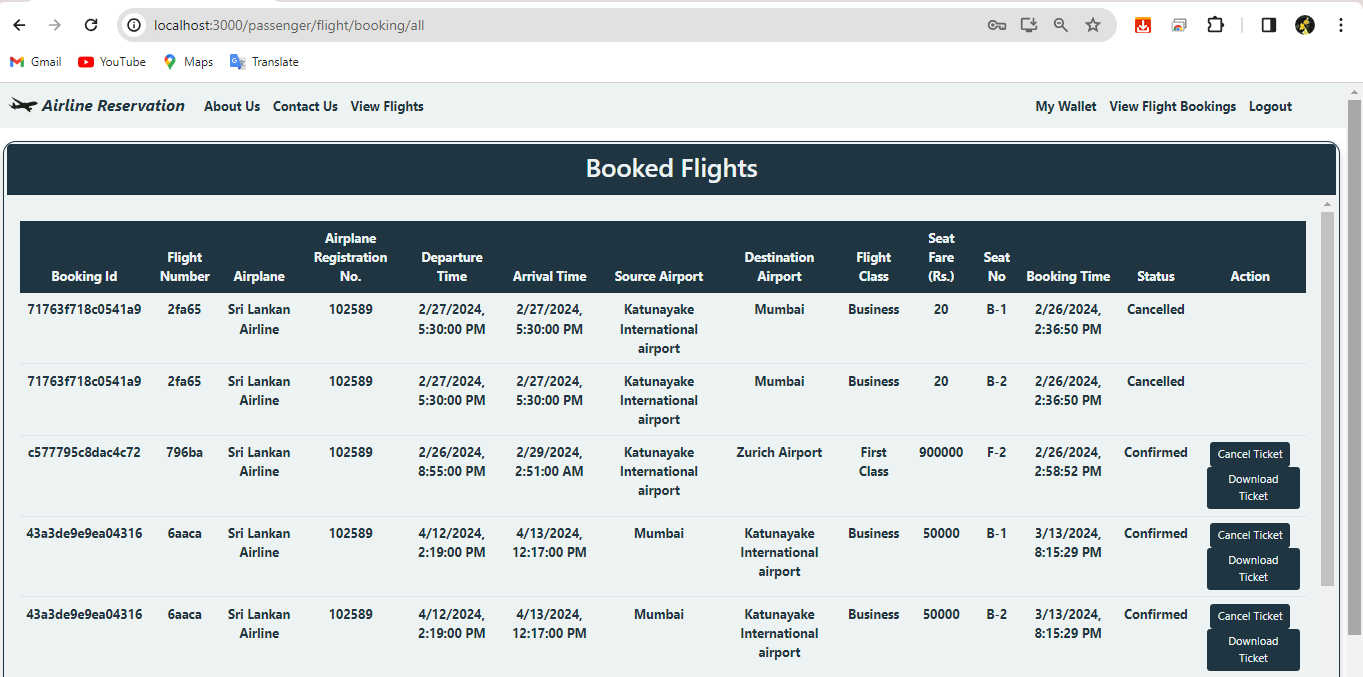 localhost:3000/passenger/flight/booking/all
Gmail YouTube Maps Translate
Airline Reservation About Us Contact Us View Flights My Wallet View Flight Bookings Logout
Booked Flights
Airplane Seat
Flight Registration Departure Destination Flight Fare Seat
Booking Id Number Airplane No. Time Arrival Time Source Airport Airport Class (Rs.) No Booking Time Status Action
71763f718c0541a9 2fa65 Sri Lankan 102589 2/27/2024, 2/27/2024, Katunayake Mumbai Business 20 B-1 2/26/2024, Cancelled
Airline 5:30:00 PM 5:30:00 PM International 2:36:50 PM
airport
71763f718c0541a9 2fa65 Sri Lankan 102589 2/27/2024, 2/27/2024, Katunayake Mumbai Business 20 B-2 2/26/2024, Cancelled
Airline 5:30:00 PM 5:30:00 PM International 2:36:50 PM
airport
c577795c8dac4c72 796ba Sri Lankan 102589 2/26/2024, 2/29/2024, Katunayake Zurich Airport First 900000 F-2 2/26/2024, Confirmed Cancel Ticket
Airline 8:55:00 PM 2:51:00 AM International Class 2:58:52 PM Download
airport Ticket
43a3de9e9ea04316 6aaca Sri Lankan 102589 4/12/2024, 4/13/2024, Mumbai Katunayake Business 50000 B-1 3/13/2024, Confirmed Cancel Ticket
Airline 2:19:00 PM 12:17:00 PM International 8:15:29 PM Download
airport Ticket
43a3de9e9ea04316 6aaca Sri Lankan 102589 4/12/2024, 4/13/2024, Mumbai Katunayake Business 50000 B-2 3/13/2024, Confirmed Cancel Ticket
Airline 2:19:00 PM 12:17:00 PM International 8:15:29 PM Download
airport Ticket